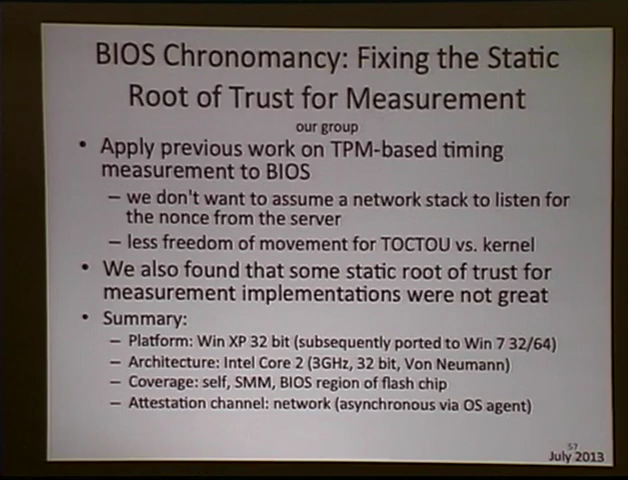 BIOS Chronomancy: Fixing the Static
Root of Trust for Measurement
our group
• Apply previous work on TPM-based timing
measurement to BIOS
– we don't want to assume a network stack to listen for
the nonce from the server
– less freedom of movement for TOCTOU vs. kernel
• We also found that some static root of trust for
measurement implementations were not great
• Summary:
– Platform: Win XP 32 bit (subsequently ported to Win 7 32/64)
– Architecture: Intel Core 2 (3GHz, 32 bit, Von Neumann)
– Coverage: self, SMM, BIOS region of flash chip
– Attestation channel: network (asynchronous via OS agent)
57
July 2013